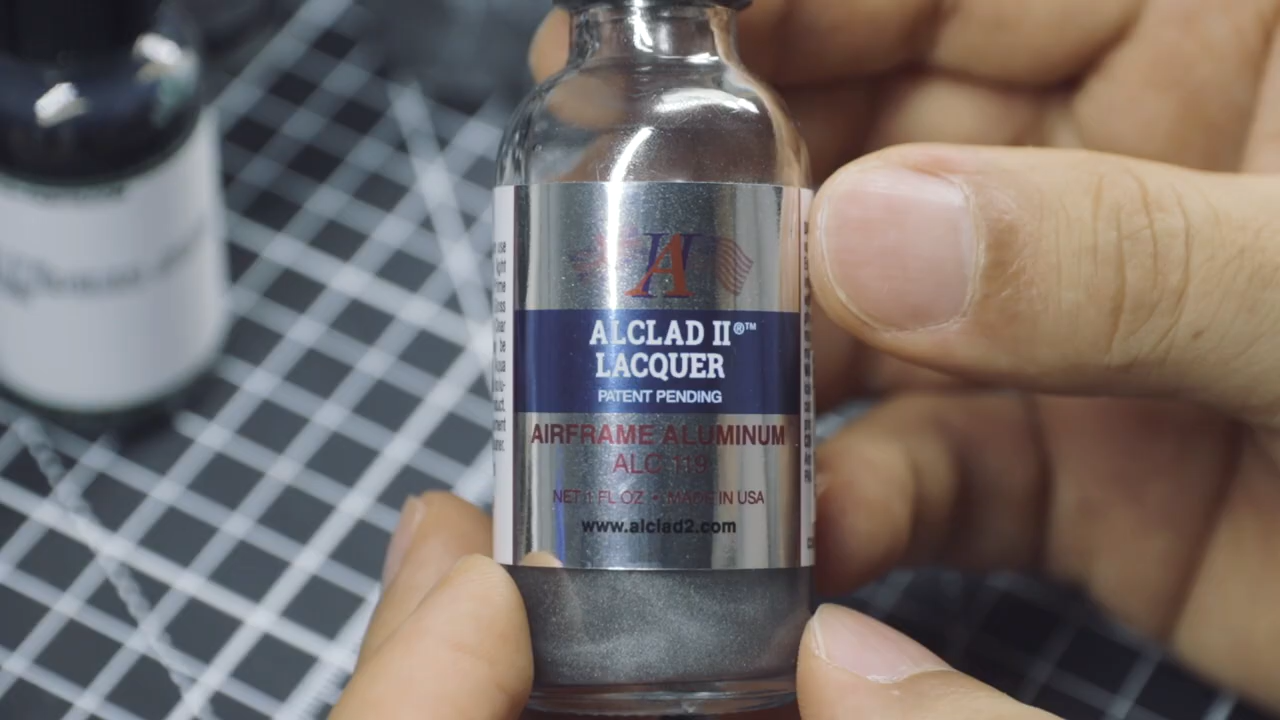 A
ALCLAD II®™
LACQUER
PATENT PENDING
AIRFRAME ALUMINUM
ALC 119
NET 1 FL OZ • MADE IN USA
www.alclad2.com